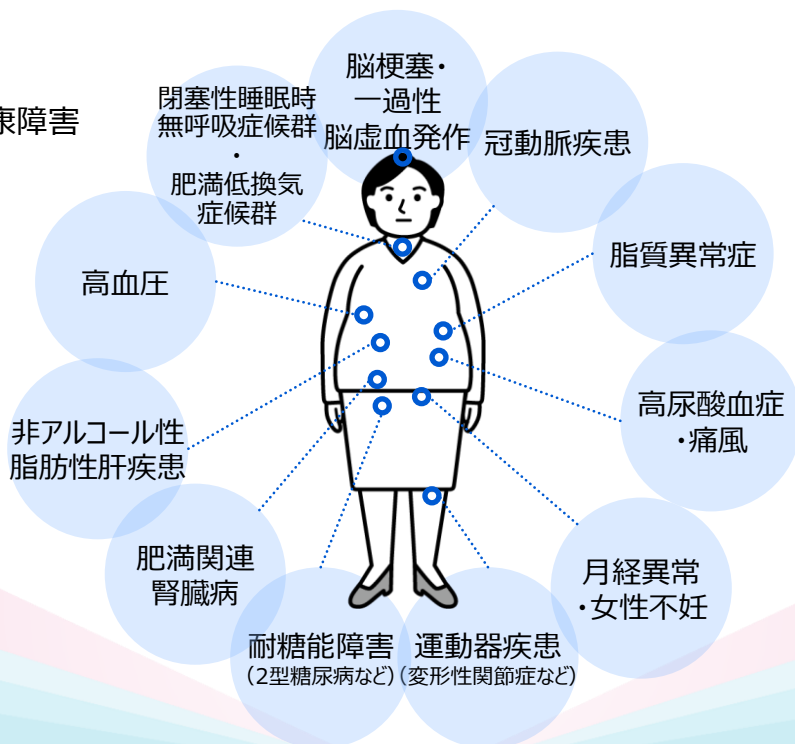 康障害
脳梗塞・
一過性
脳虚血発作
冠動脈疾患
脂質異常症
高尿酸血症
・痛風
月経異常
・女性不妊
運動器疾患
（変形性関節症など）
耐糖能障害
（2型糖尿病など）
肥満関連
腎臓病
非アルコール性
脂肪性肝疾患
高血圧
閉塞性睡眠時
無呼吸症候群
・
肥満低換気
症候群